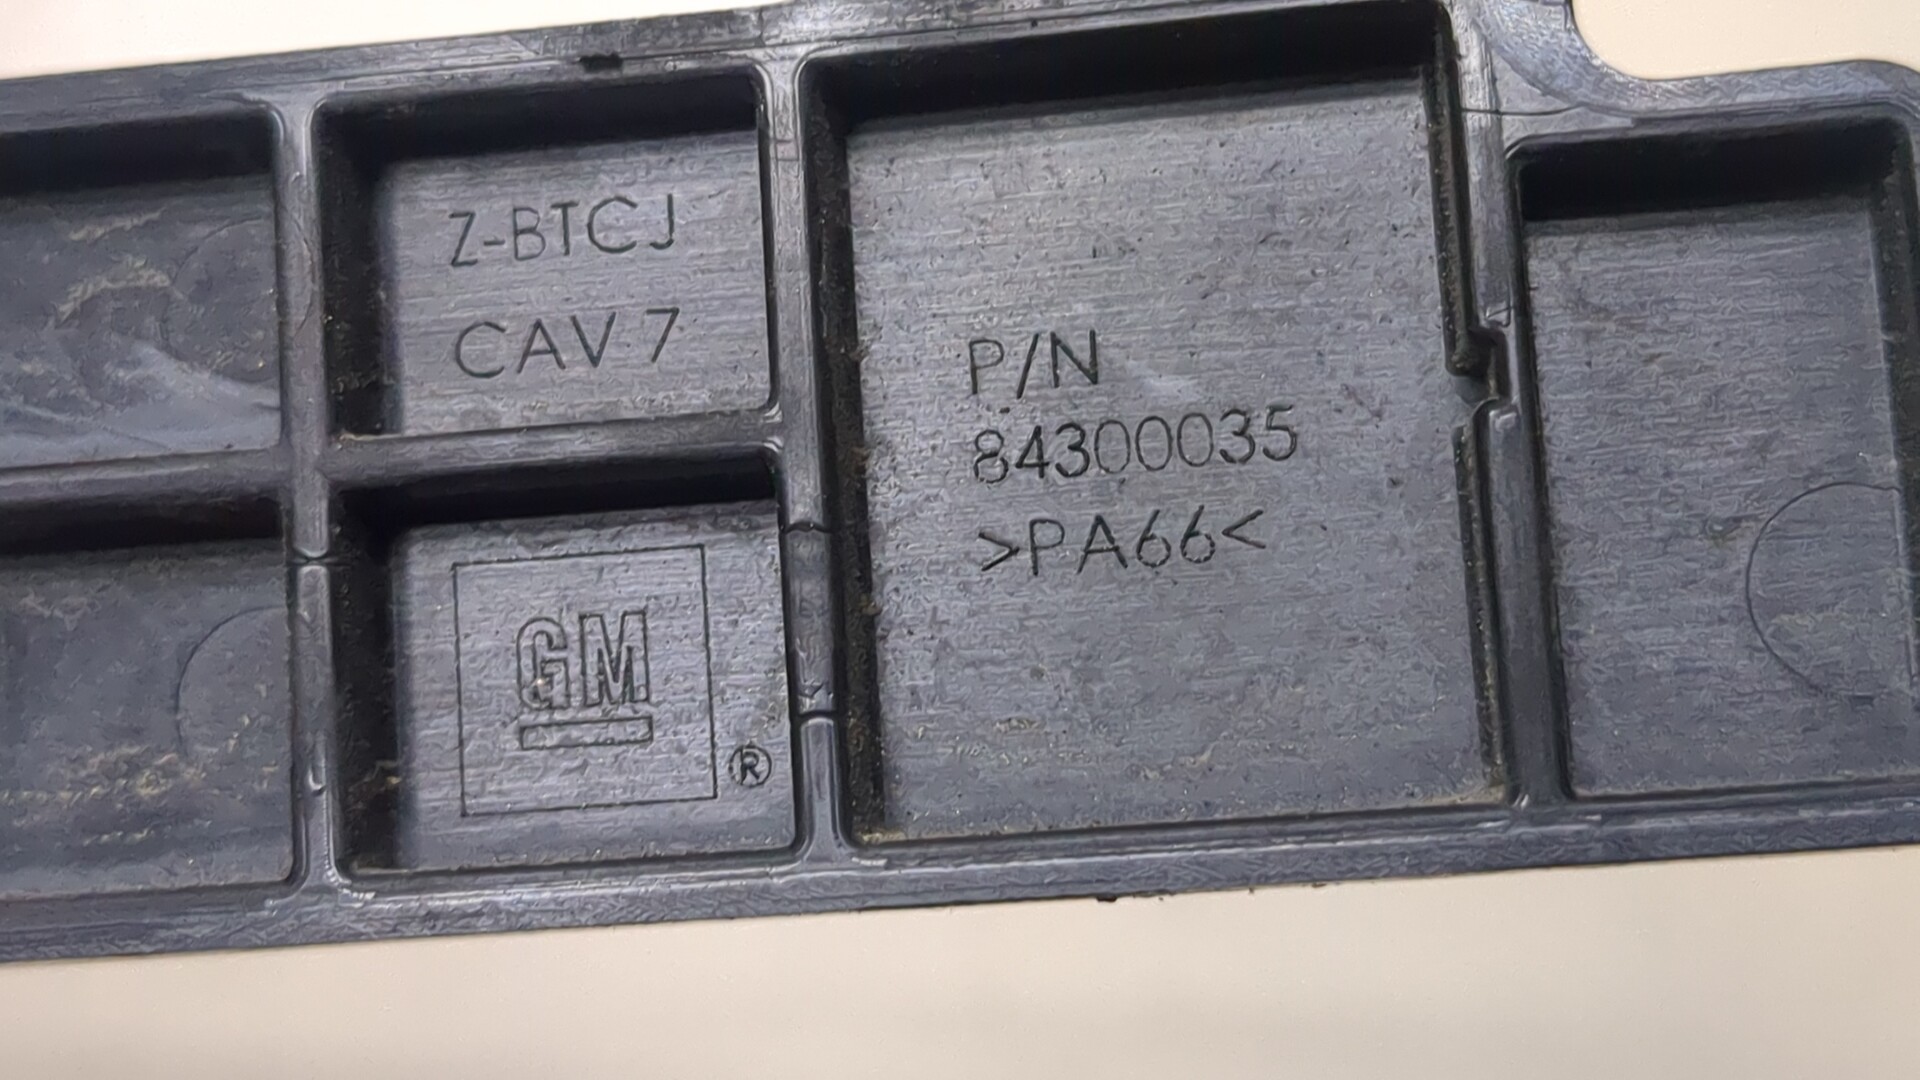 Z-BTCJ
CAV 7
GM
®
P/N
84300035
>PA66<